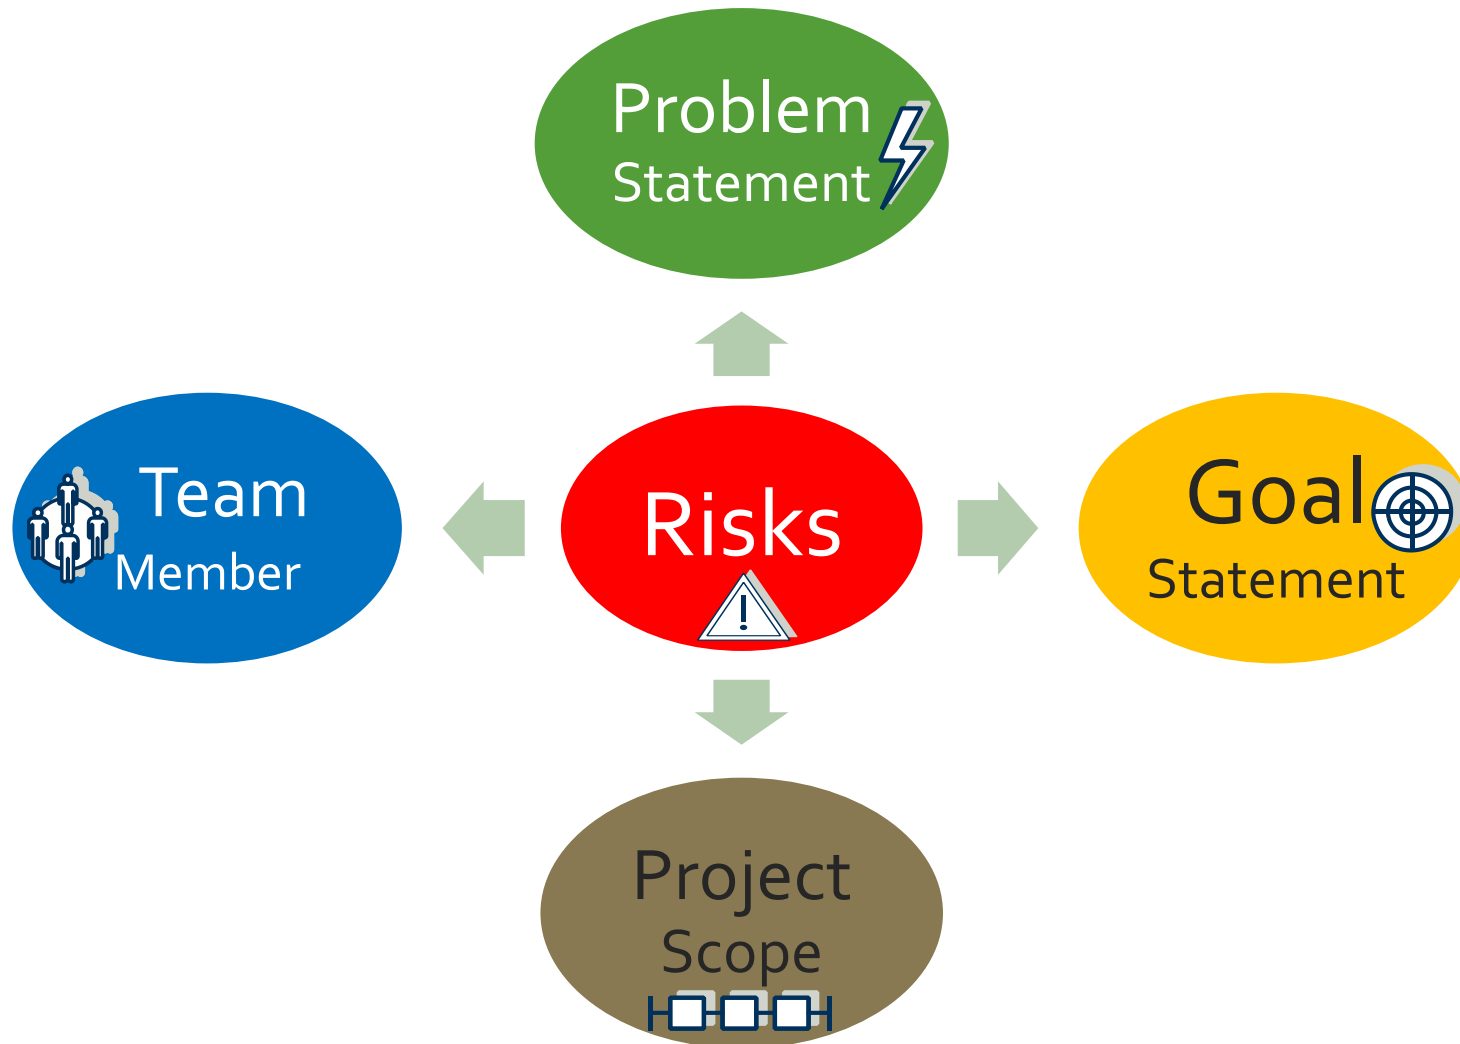 Problem
Statement
Team
Member
Risks
!
Goal
Statement
Project
Scope